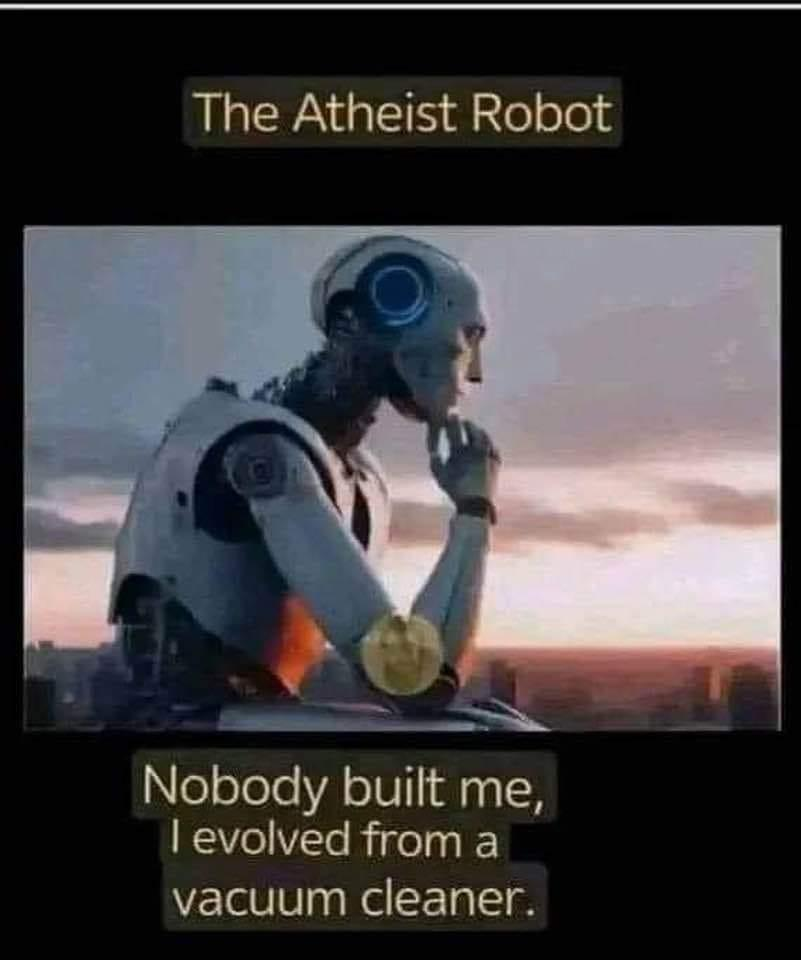 The Atheist Robot
Nobody built me,
I evolved from a
vacuum cleaner.